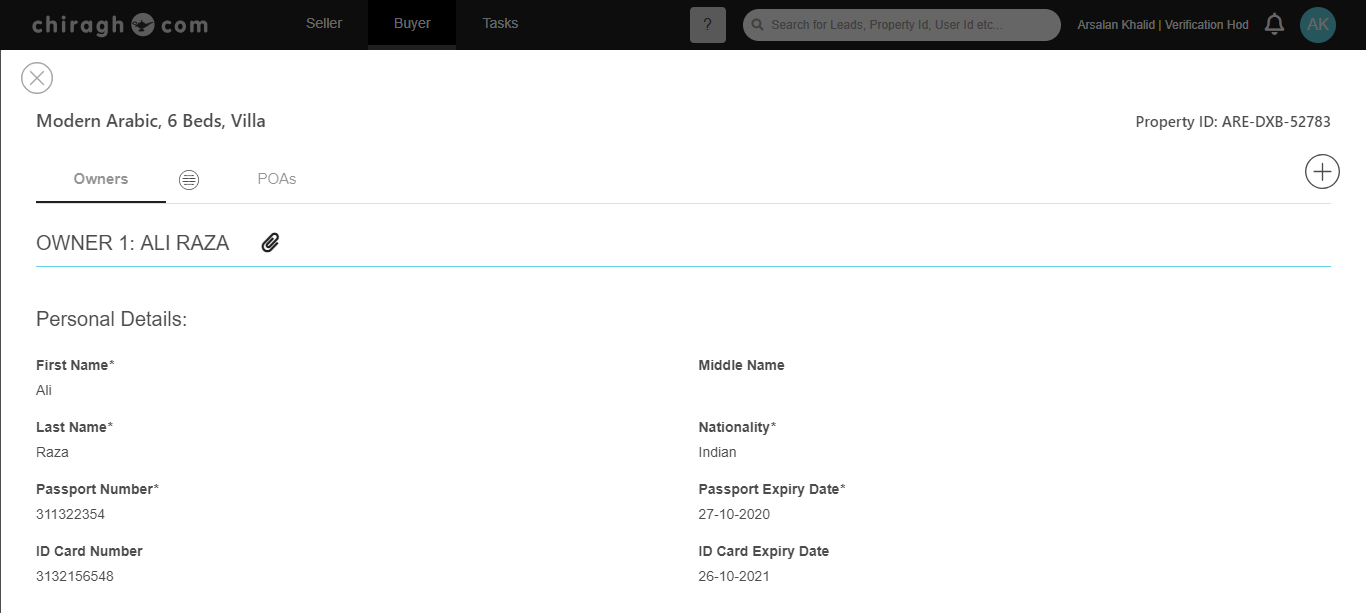 chiragh com Seller Buyer Tasks ? Search for Leads, Property Id, User Id etc... Arsalan Khalid | Verification Hod AK
Modern Arabic, 6 Beds, Villa Property ID: ARE-DXB-52783
Owners POAs
OWNER 1: ALI RAZA
Personal Details:
First Name* Middle Name
Ali
Last Name* Nationality*
Raza Indian
Passport Number* Passport Expiry Date*
311322354 27-10-2020
ID Card Number ID Card Expiry Date
3132156548 26-10-2021